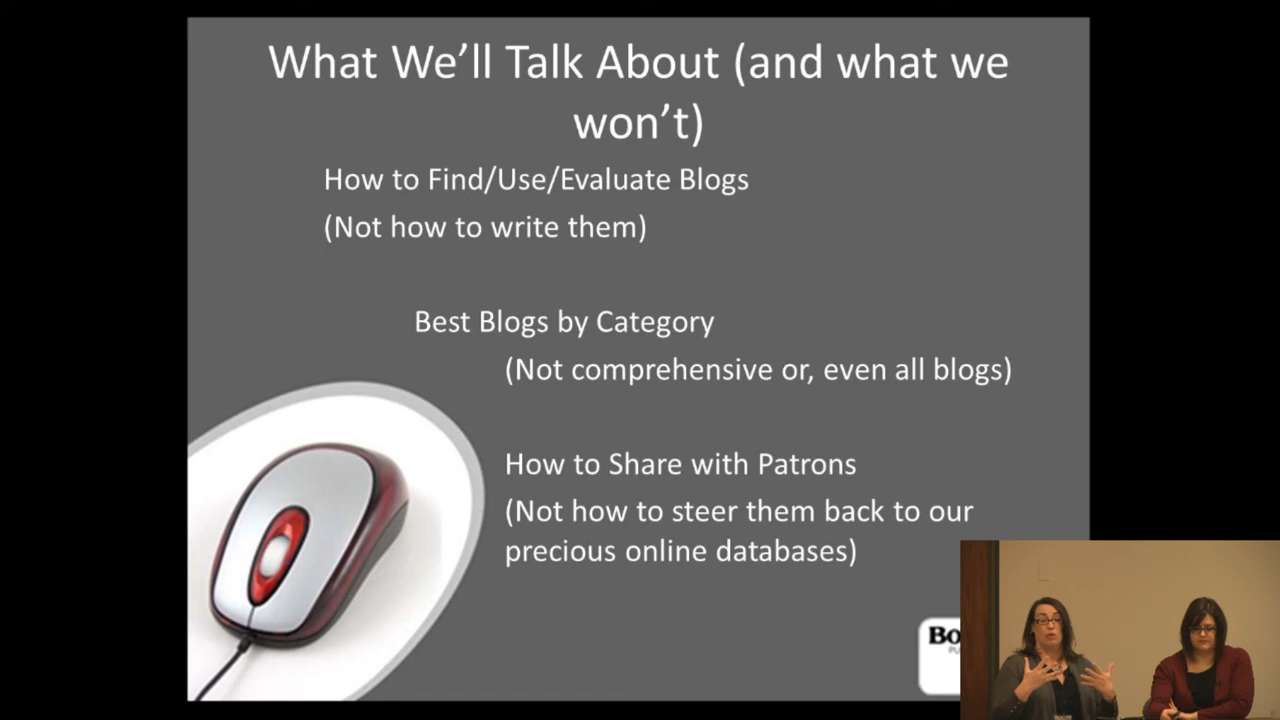 What We’ll Talk About (and what we
won’t)
How to Find/Use/Evaluate Blogs
(Not how to write them)
Best Blogs by Category
(Not comprehensive or, even all blogs)
How to Share with Patrons
(Not how to steer them back to our
precious online databases)